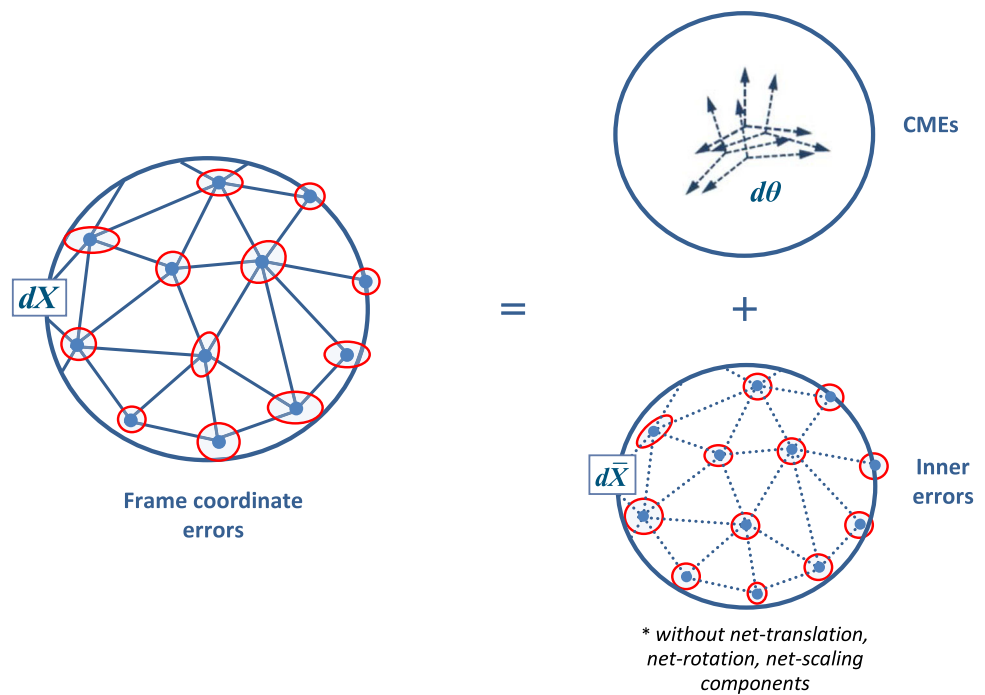 CMEs
dθ
dX
=
+
Frame coordinate
errors
dX̄
Inner
errors
* without net-translation,
net-rotation, net-scaling
components